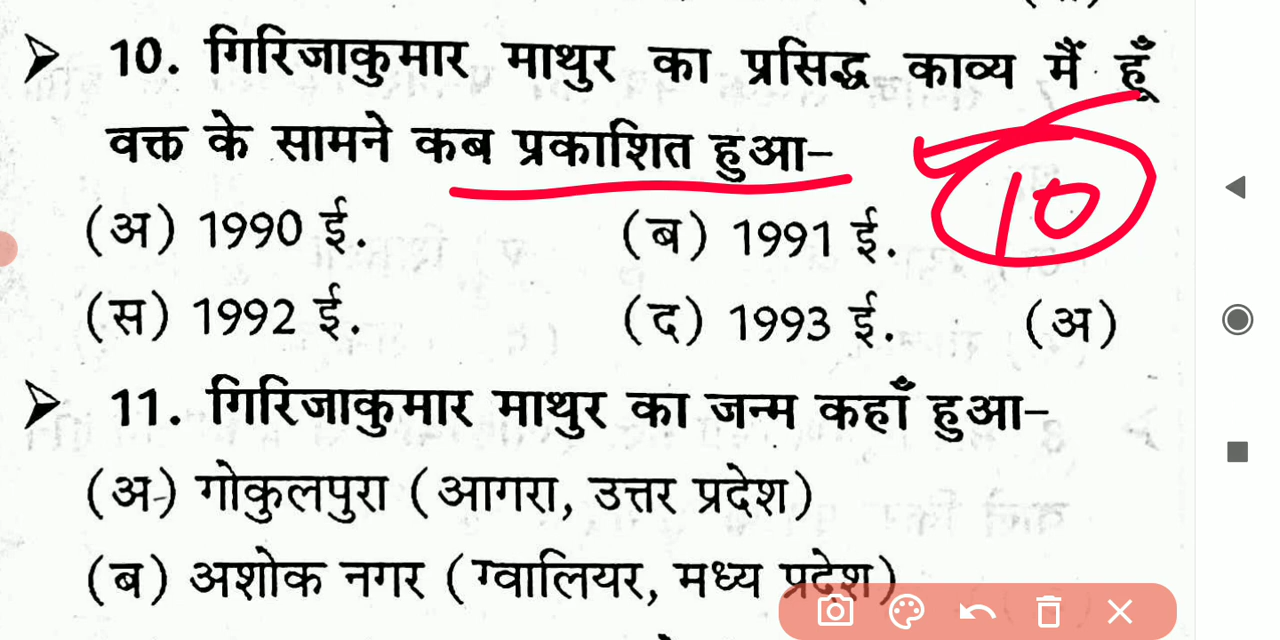 10. गिरिजाकुमार माथुर का प्रसिद्ध काव्य मैं हूँ
वक्त के सामने कब प्रकाशित हुआ-
10
(अ) 1990 ई. (ब) 1991 ई.
(स) 1992 ई. (द) 1993 ई. (अ)
11. गिरिजाकुमार माथुर का जन्म कहाँ हुआ-
(अ) गोकुलपुरा (आगरा, उत्तर प्रदेश)
(ब) अशोक नगर (ग्वालियर, मध्य प्रदेश)